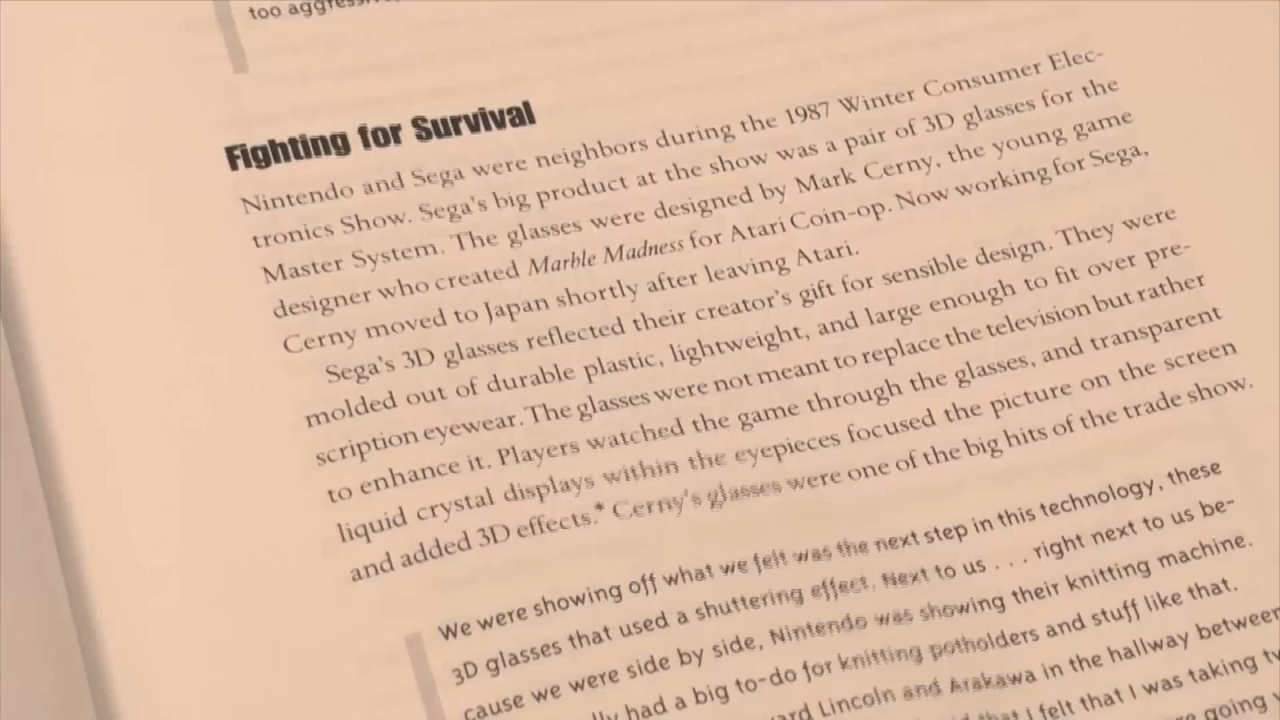 too aggressive,
Fighting for Survival
Nintendo and Sega were neighbors during the 1987 Winter Consumer Elec-
tronics Show. Sega's big product at the show was a pair of 3D glasses for the
Master System. The glasses were designed by Mark Cerny, the young game
designer who created Marble Madness for Atari Coin-op. Now working for Sega,
Cerny moved to Japan shortly after leaving Atari.
Sega's 3D glasses reflected their creator's gift for sensible design. They were
molded out of durable plastic, lightweight, and large enough to fit over pre-
scription eyewear. The glasses were not meant to replace the television but rather
to enhance it. Players watched the game through the glasses, and transparent
liquid crystal displays within the eyepieces focused the picture on the screen
and added 3D effects.* Cerny's glasses were one of the big hits of the trade show.
We were showing off what we felt was the next step in this technology, these
3D glasses that used a shuttering effect. Next to us . . . right next to us be-
cause we were side by side, Nintendo was showing their knitting machine.
had a big to-do for knitting potholders and stuff like that.
Lincoln and Arakawa in the hallway between
I felt that I was taking
going